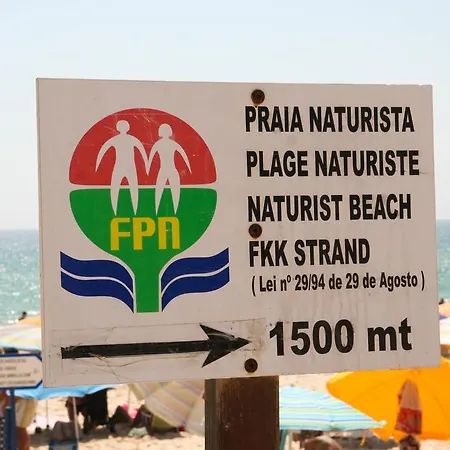 FPN
PRAIA NATURISTA
PLAGE NATURISTE
NATURIST BEACH
FKK STRAND
( Lei nº 29/94 de 29 de Agosto )
1500 mt